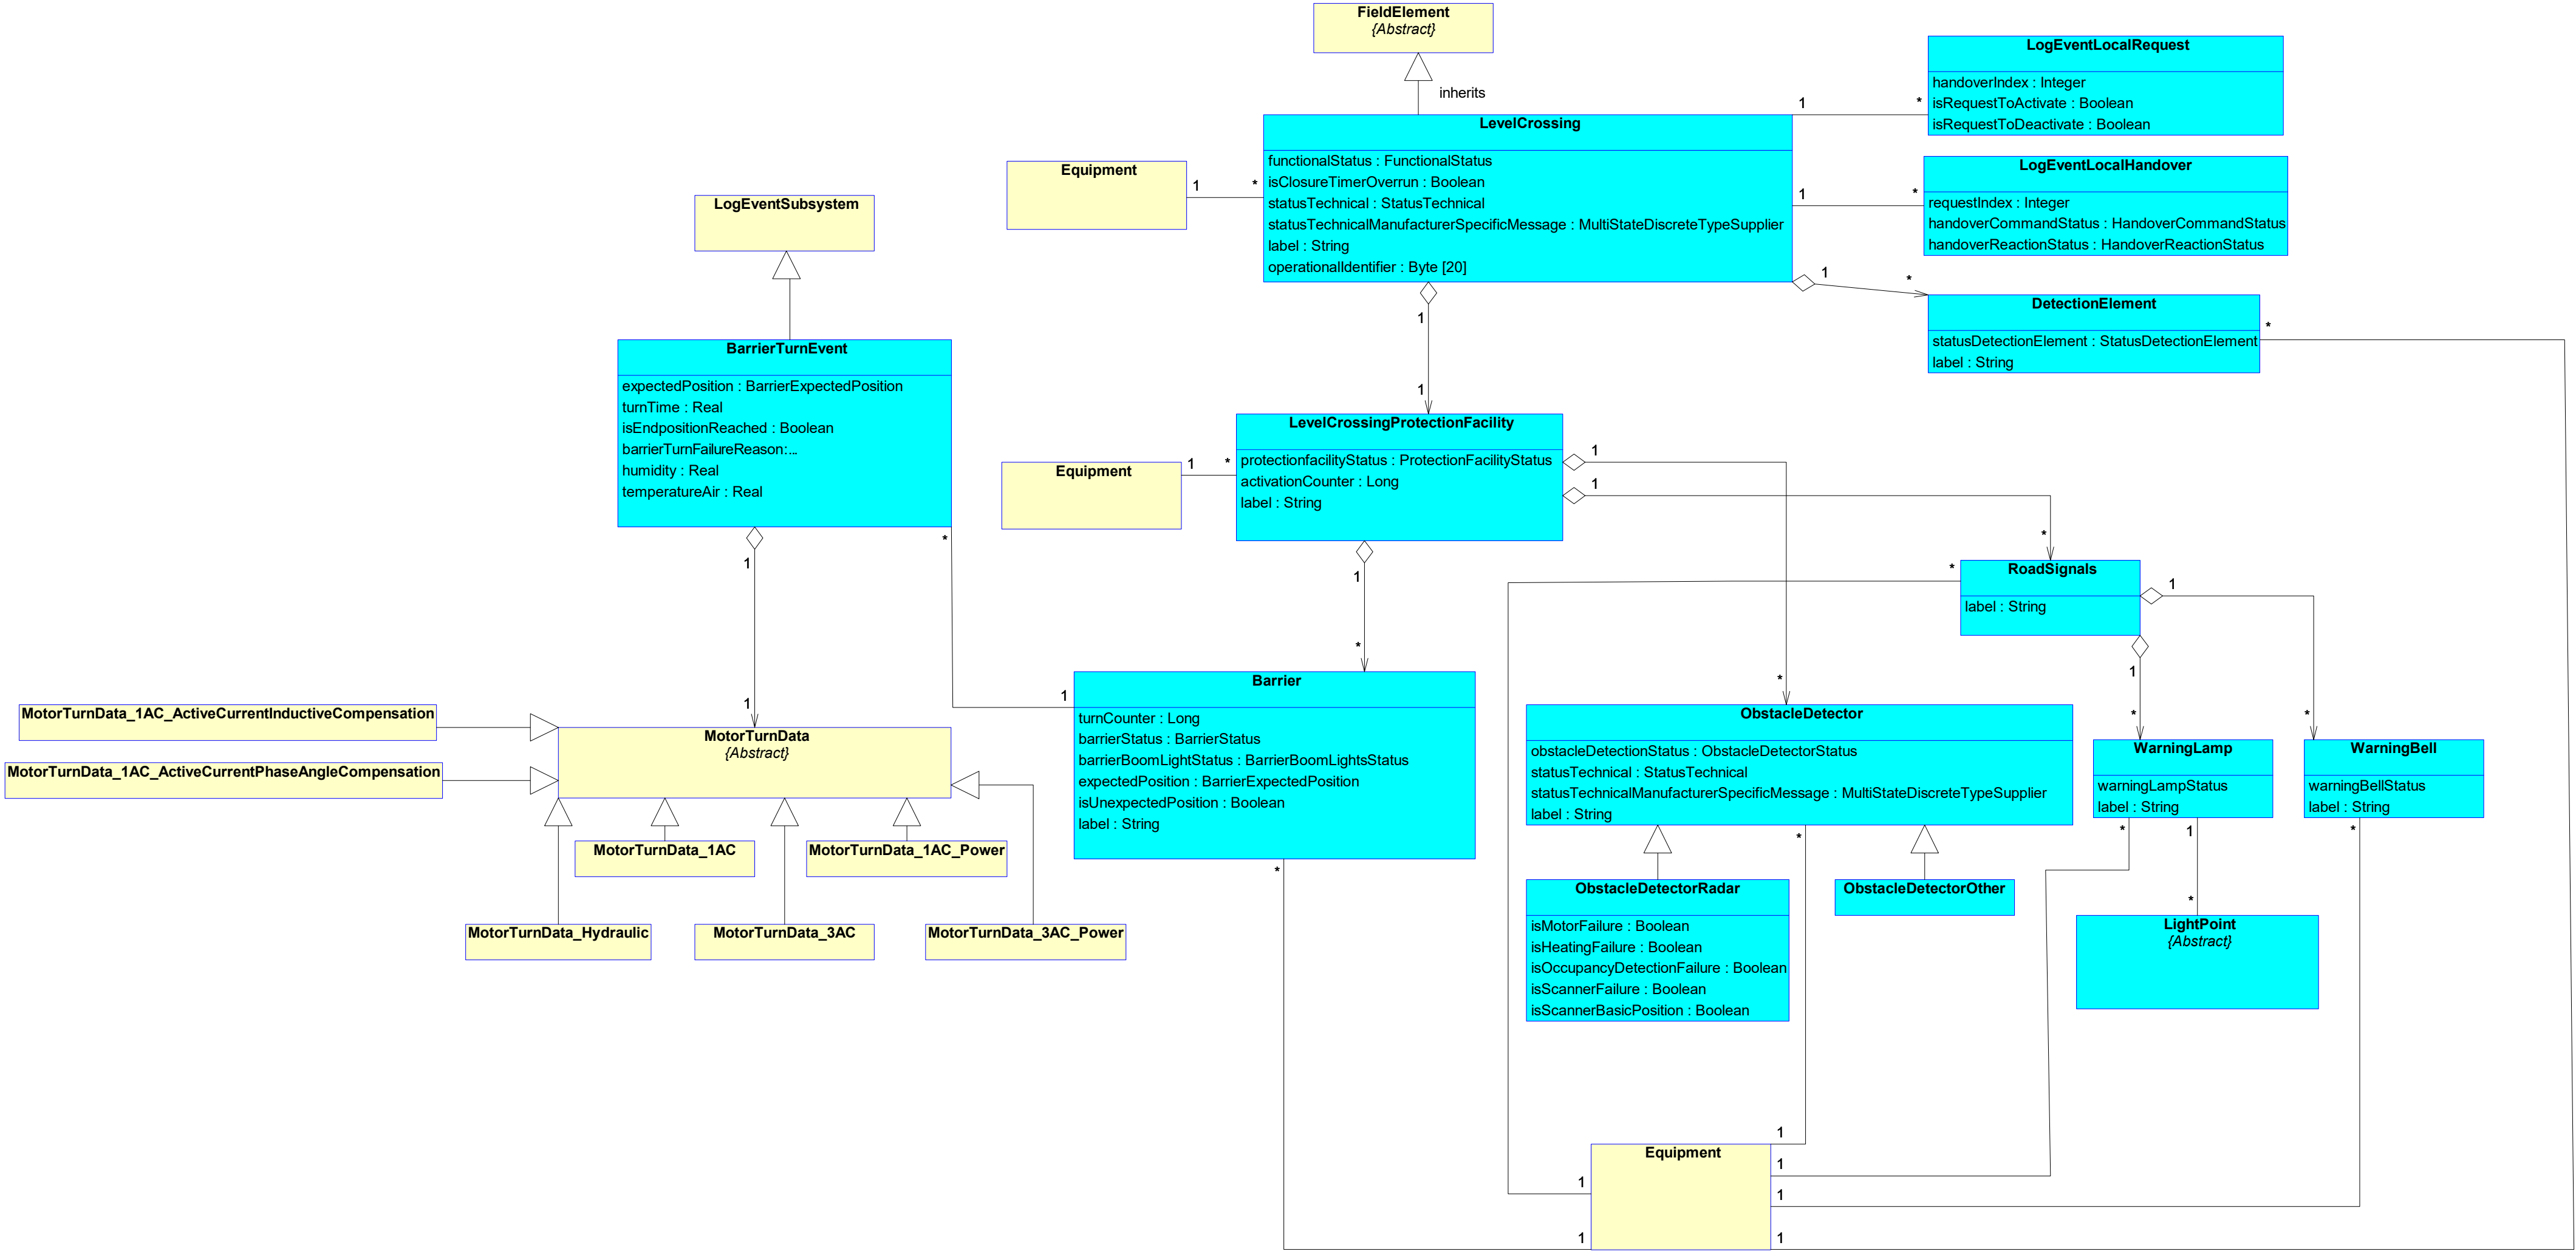 FieldElement
{Abstract}
inherits
LogEventLocalRequest
handoverIndex : Integer
isRequestToActivate : Boolean
isRequestToDeactivate : Boolean
1
*
LevelCrossing
functionalStatus : FunctionalStatus
isClosureTimerOverrun : Boolean
statusTechnical : StatusTechnical
statusTechnicalManufacturerSpecificMessage : MultiStateDiscreteTypeSupplier
label : String
operationalIdentifier : Byte [20]
Equipment
1
*
LogEventLocalHandover
requestIndex : Integer
handoverCommandStatus : HandoverCommandStatus
handoverReactionStatus : HandoverReactionStatus
1
*
LogEventSubsystem
1
*
DetectionElement
statusDetectionElement : StatusDetectionElement
label : String
*
1
1
BarrierTurnEvent
expectedPosition : BarrierExpectedPosition
turnTime : Real
isEndpositionReached : Boolean
barrierTurnFailureReason:...
humidity : Real
temperatureAir : Real
*
1
1
LevelCrossingProtectionFacility
protectionfacilityStatus : ProtectionFacilityStatus
activationCounter : Long
label : String
Equipment
1
*
1
1
*
1
*
*
RoadSignals
label : String
*
1
1
*
*
Barrier
turnCounter : Long
barrierStatus : BarrierStatus
barrierBoomLightStatus : BarrierBoomLightsStatus
expectedPosition : BarrierExpectedPosition
isUnexpectedPosition : Boolean
label : String
1
*
ObstacleDetector
obstacleDetectionStatus : ObstacleDetectorStatus
statusTechnical : StatusTechnical
statusTechnicalManufacturerSpecificMessage : MultiStateDiscreteTypeSupplier
label : String
*
WarningLamp
warningLampStatus
label : String
*
1
WarningBell
warningBellStatus
label : String
*
MotorTurnData_1AC_ActiveCurrentInductiveCompensation
MotorTurnData
{Abstract}
MotorTurnData_1AC_ActiveCurrentPhaseAngleCompensation
MotorTurnData_1AC
MotorTurnData_1AC_Power
MotorTurnData_Hydraulic
MotorTurnData_3AC
MotorTurnData_3AC_Power
ObstacleDetectorRadar
isMotorFailure : Boolean
isHeatingFailure : Boolean
isOccupancyDetectionFailure : Boolean
isScannerFailure : Boolean
isScannerBasicPosition : Boolean
ObstacleDetectorOther
*
LightPoint
{Abstract}
Equipment
1
1
1
1
1
1